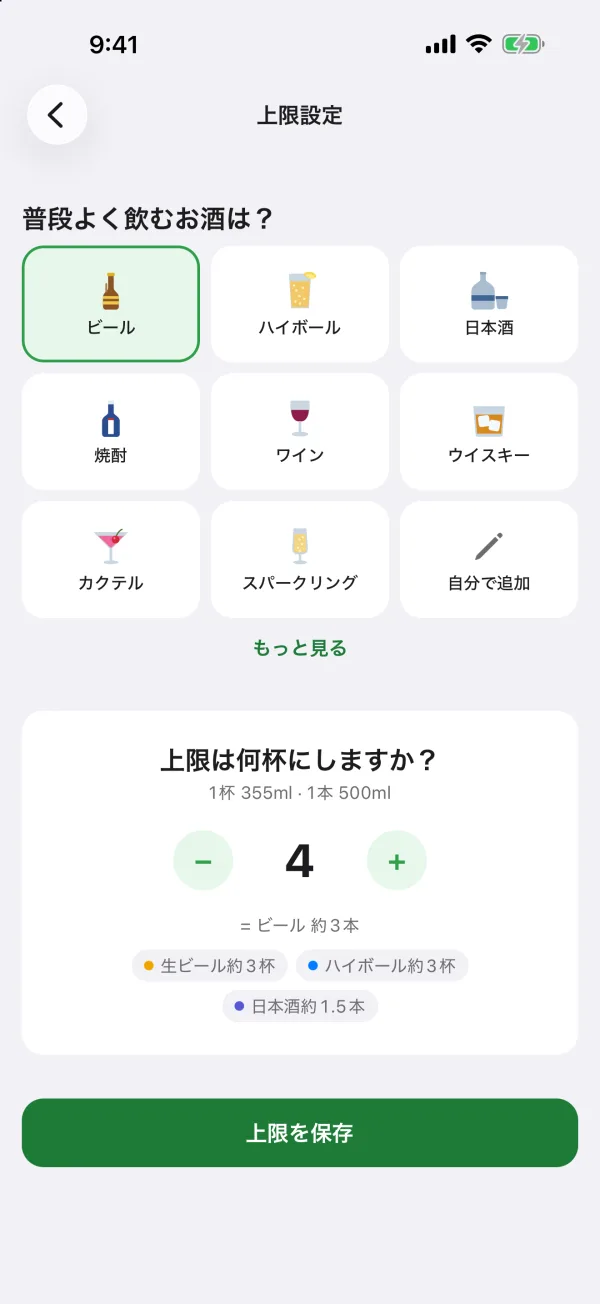 9:41
上限設定
普段よく飲むお酒は？
ビール
ハイボール
日本酒
焼酎
ワイン
ウイスキー
カクテル
スパークリング
自分で追加
もっと見る
上限は何杯にしますか？
1杯 355ml · 1本 500ml
− 4 +
= ビール 約3本
生ビール約3杯
ハイボール約3杯
日本酒約1.5本
上限を保存